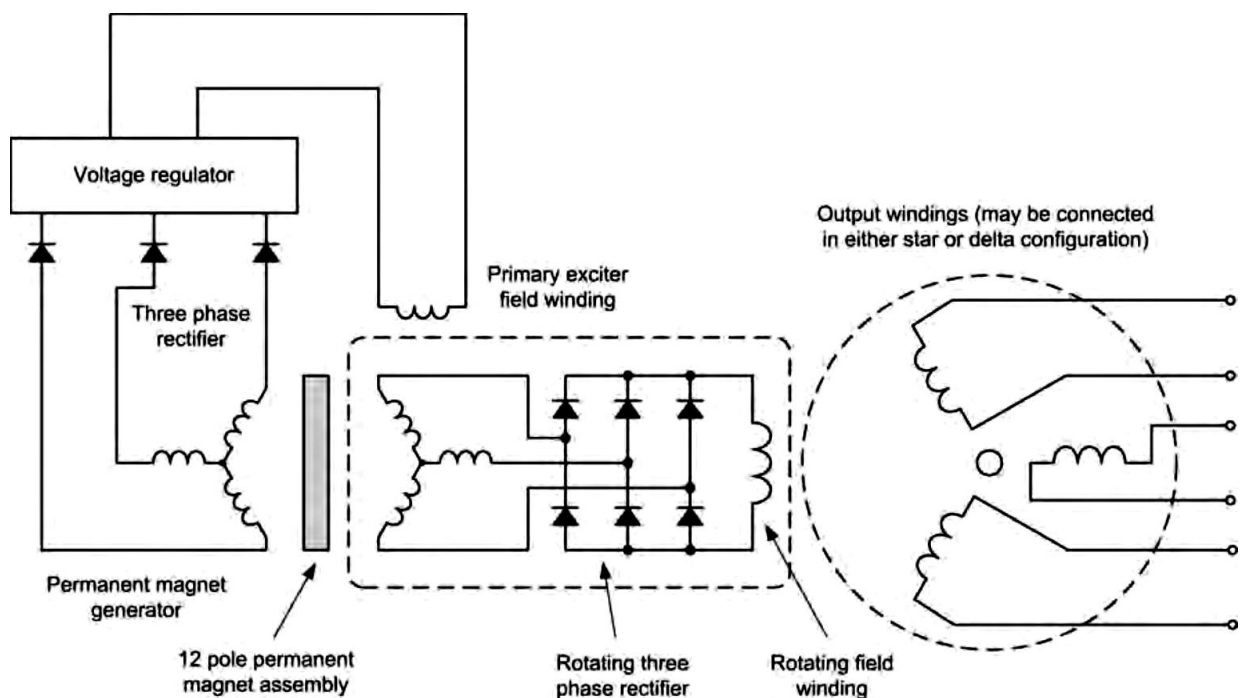 Voltage regulator
Output windings (may be connected
in either star or delta configuration)
Primary exciter
field winding
Three phase
rectifier
Permanent magnet
generator
12 pole permanent
magnet assembly
Rotating three
phase rectifier
Rotating field
winding